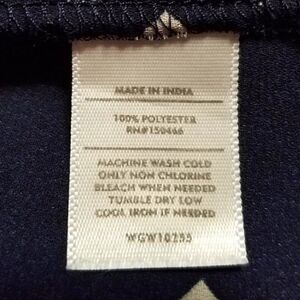 MADE IN INDIA
100% POLYESTER
RN#150466
MACHINE WASH COLD
ONLY NON CHLORINE
BLEACH WHEN NEEDED
TUMBLE DRY LOW
COOL IRON IF NEEDED
WGW10255